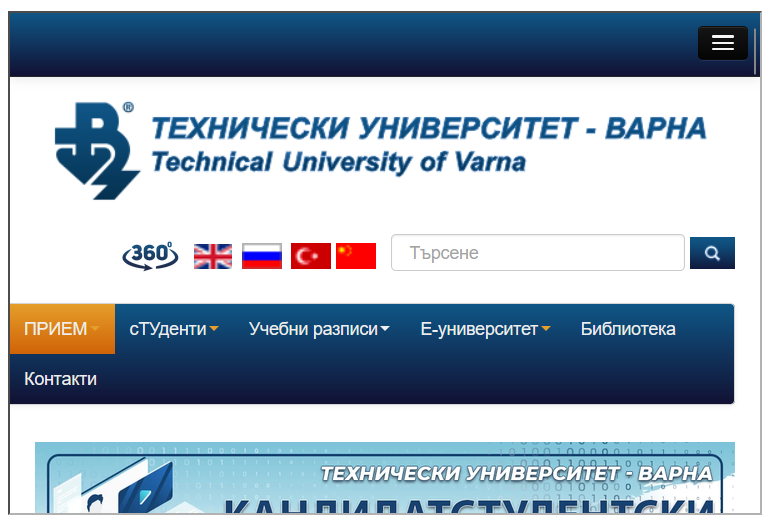 ТЕХНИЧЕСКИ УНИВЕРСИТЕТ - ВАРНА
Technical University of Varna
360°
Търсене
ПРИЕМ
сТУденти
Учебни разписи
Е-университет
Библиотека
Контакти
ТЕХНИЧЕСКИ УНИВЕРСИТЕТ - ВАРНА
КАНДИДАТСТУДЕНТСКИ